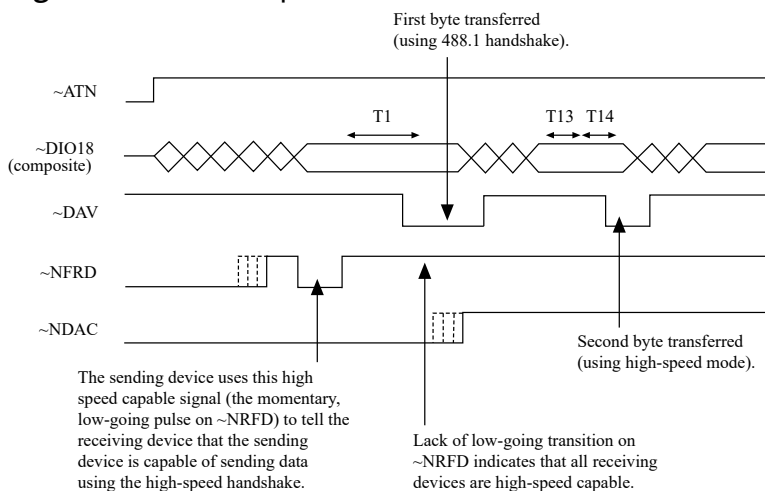 First byte transferred
(using 488.1 handshake).
~ATN
T1
T13
T14
~DIO18
(composite)
~DAV
~NFRD
~NDAC
Second byte transferred
(using high-speed mode).
The sending device uses this high
speed capable signal (the momentary,
low-going pulse on ~NRFD) to tell the
receiving device that the sending
device is capable of sending data
using the high-speed handshake.
Lack of low-going transition on
~NRFD indicates that all receiving
devices are high-speed capable.